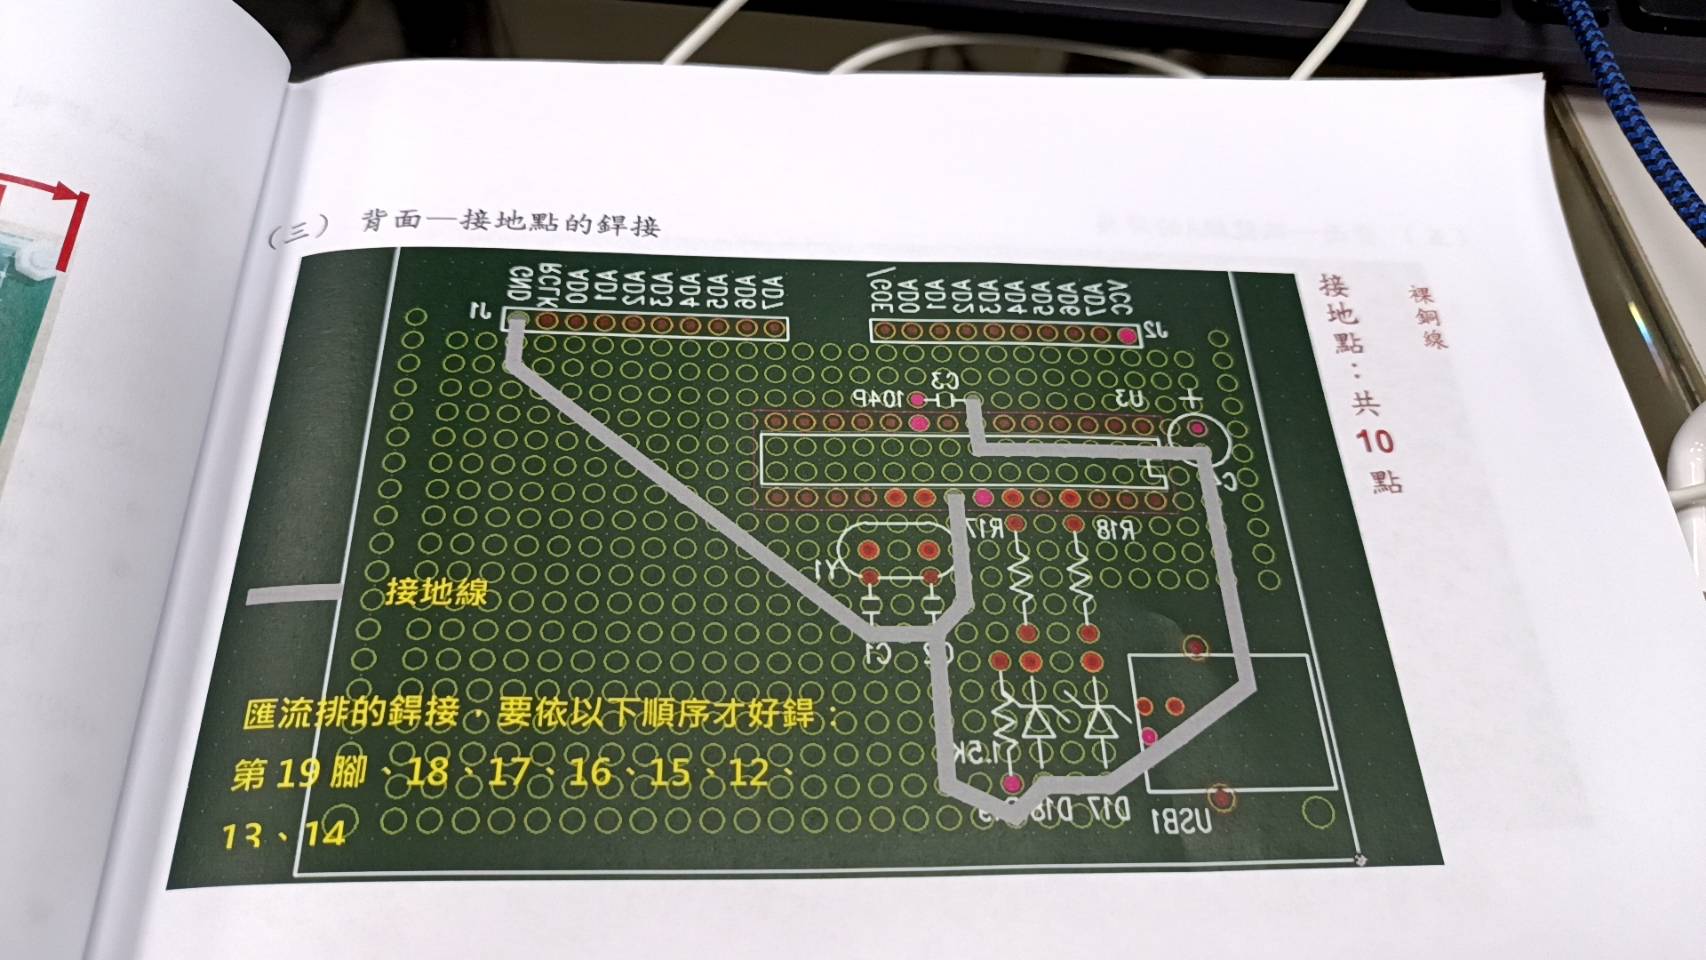 (三) 背面—接地點的銲接
裸銅線
接地點：共10點
GND
RCLK
AD0
AD1
AD2
AD3
AD4
AD5
AD6
AD7
/GOE
AD0
AD1
AD2
AD3
AD4
AD5
AD6
AD7
VCC
J1
J2
C3
104P
U3
+
R17
R18
Y1
接地線
C1
匯流排的銲接，要依以下順序才好銲：
1.5K
第 19 腳、18、17、16、15、12、
D18
D17
USB1
13、14